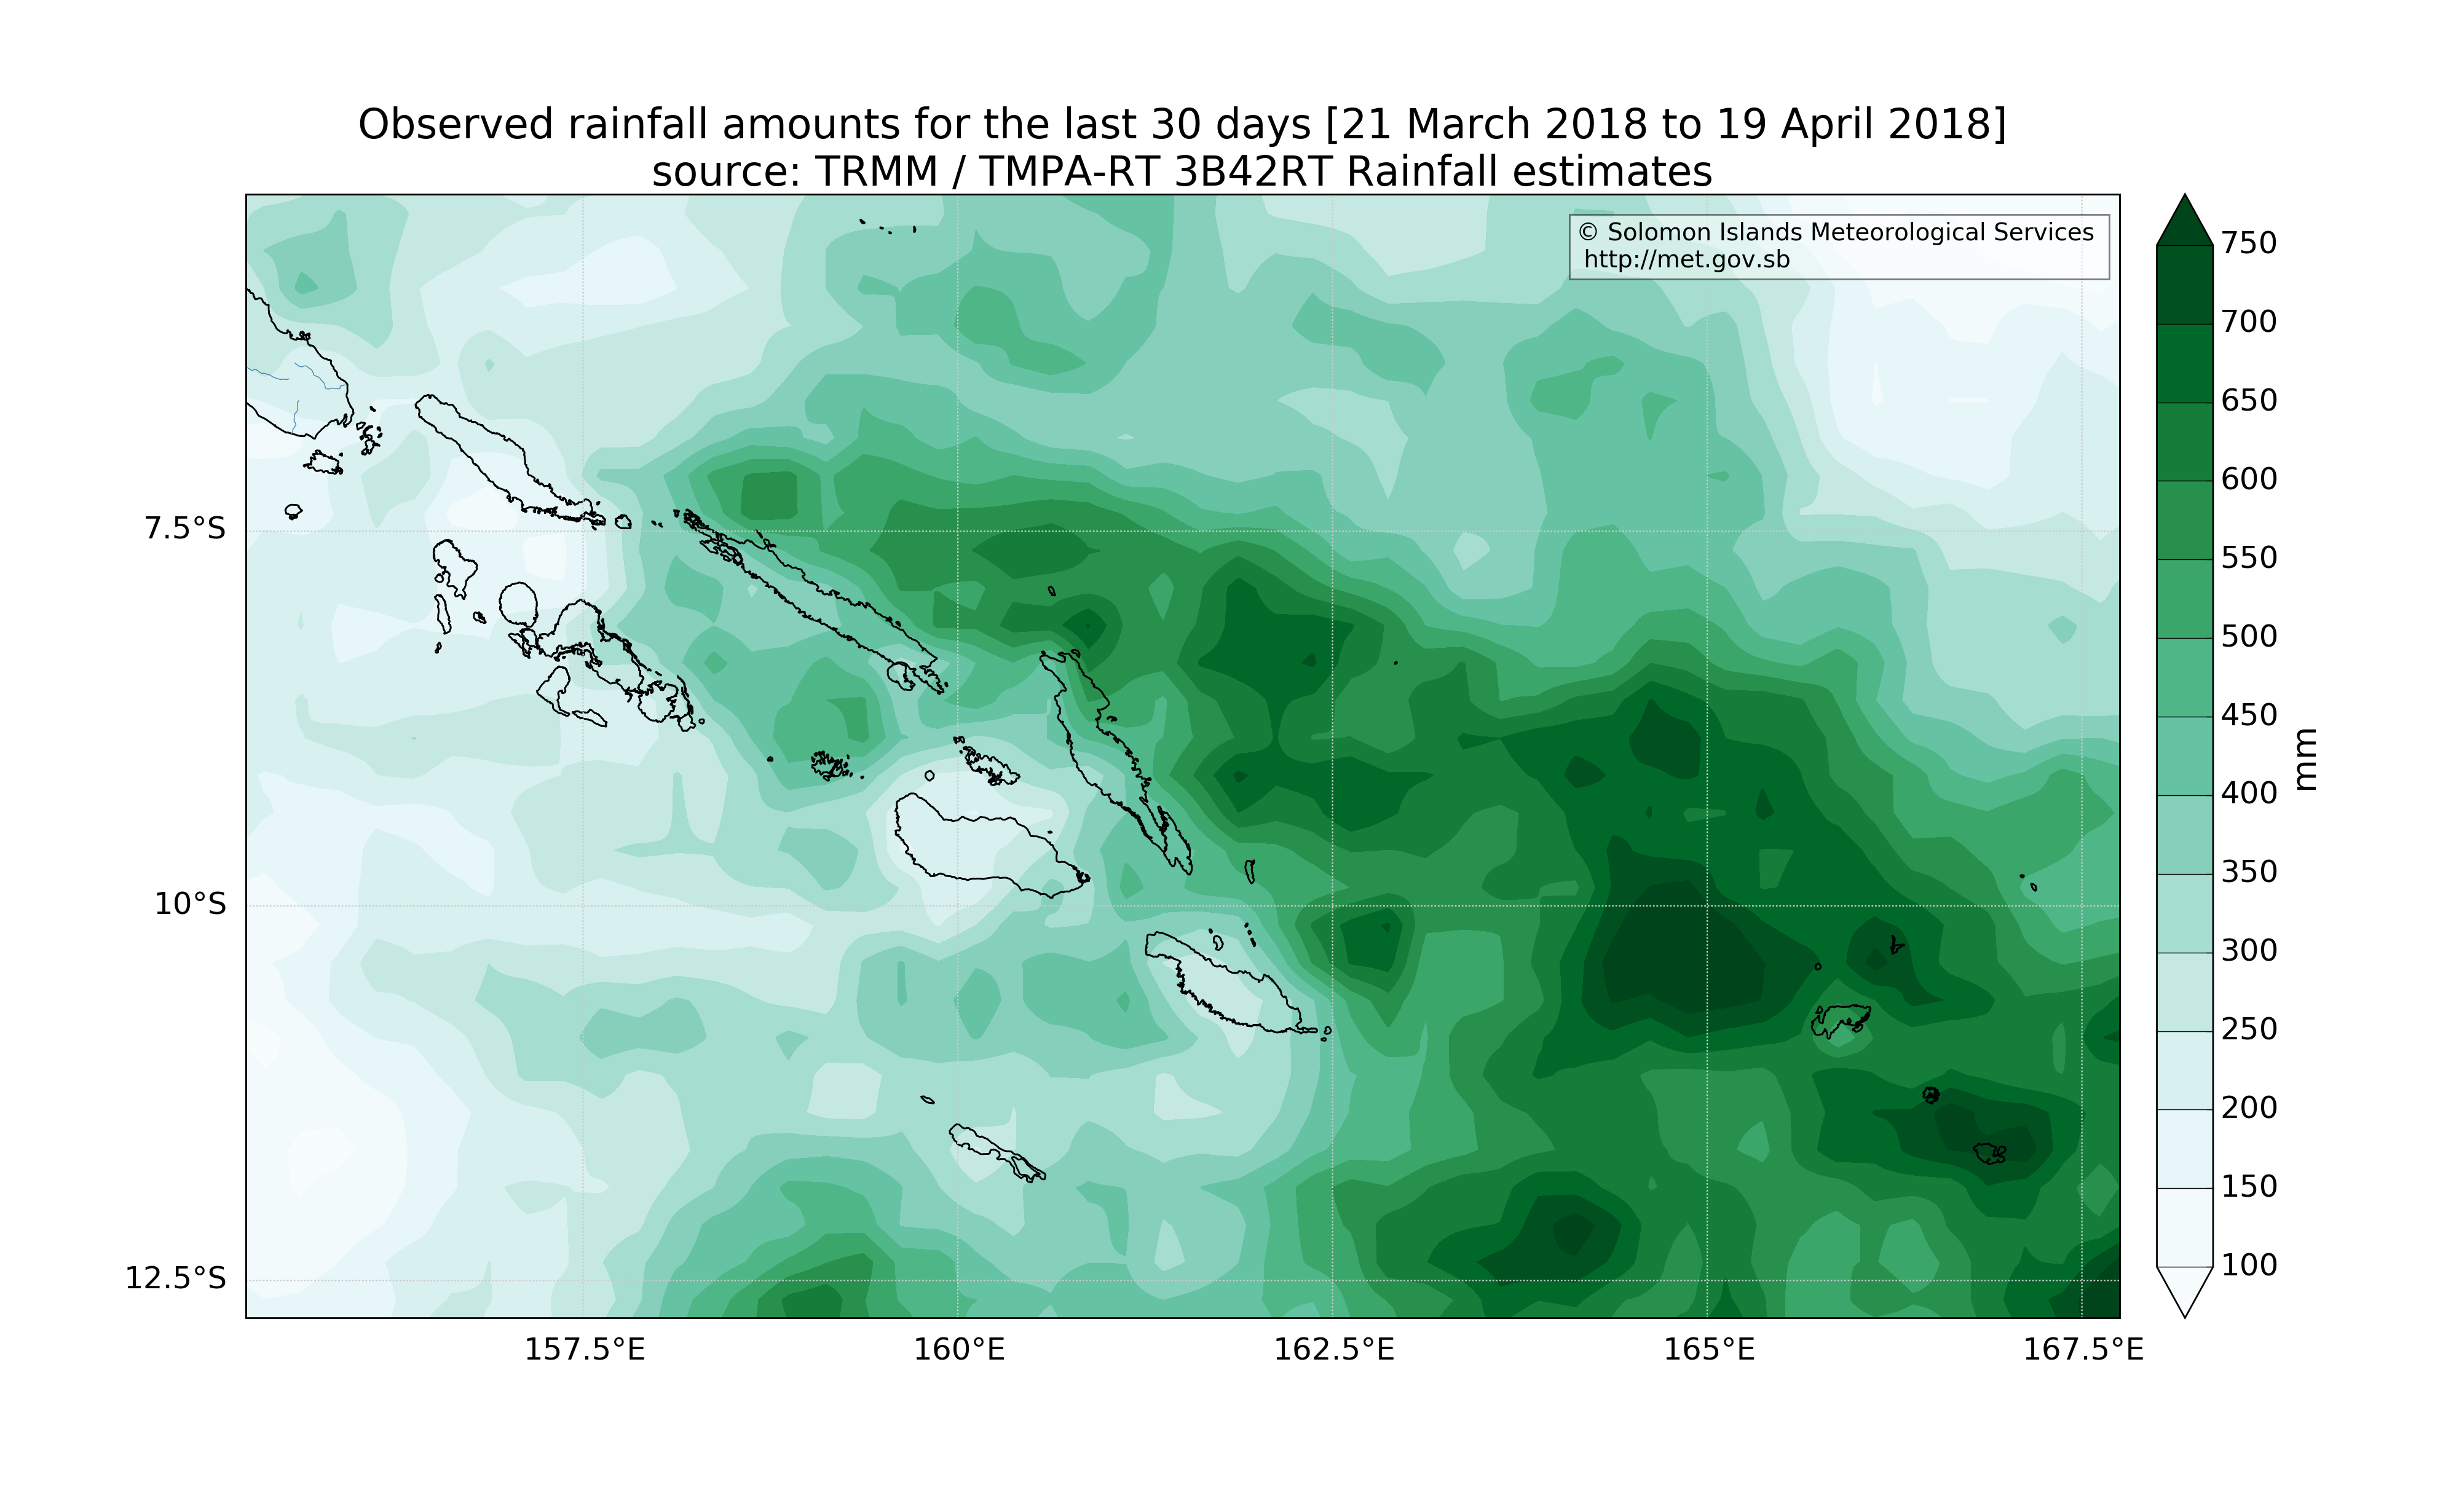 Observed rainfall amounts for the last 30 days [21 March 2018 to 19 April 2018]
source: TRMM / TMPA-RT 3B42RT Rainfall estimates
© Solomon Islands Meteorological Services
http://met.gov.sb
7.5°S
10°S
12.5°S
157.5°E
160°E
162.5°E
165°E
167.5°E
750
700
650
600
550
500
450
400
350
300
250
200
150
100
mm